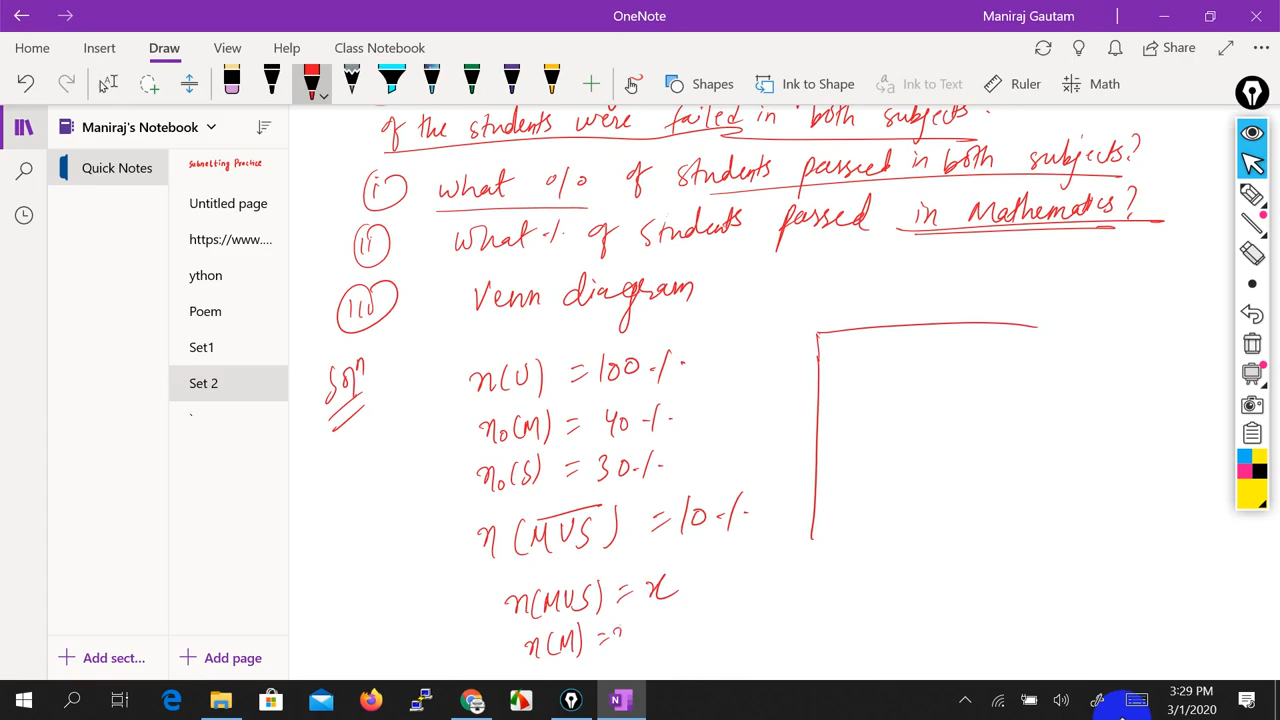 OneNote
Maniraj Gautam
Home Insert Draw View Help Class Notebook
Share
Shapes Ink to Shape Ink to Text Ruler Math
Maniraj's Notebook
Quick Notes
Subnetting Practice
Untitled page
https://www....
ython
Poem
Set1
Set 2
`
Add sect...
Add page
of the students were failed in both subjects.
(i) what % of students passed in both subjects?
(ii) what % of students passed in Mathematics?
(iii) Venn diagram
Solⁿ
n(U) = 100 %
n₀(M) = 40 %
n₀(S) = 30 %
n(M̅U̅S̅) = 10 %
n(MUS) = x
n(M) = ?
3:29 PM
3/1/2020